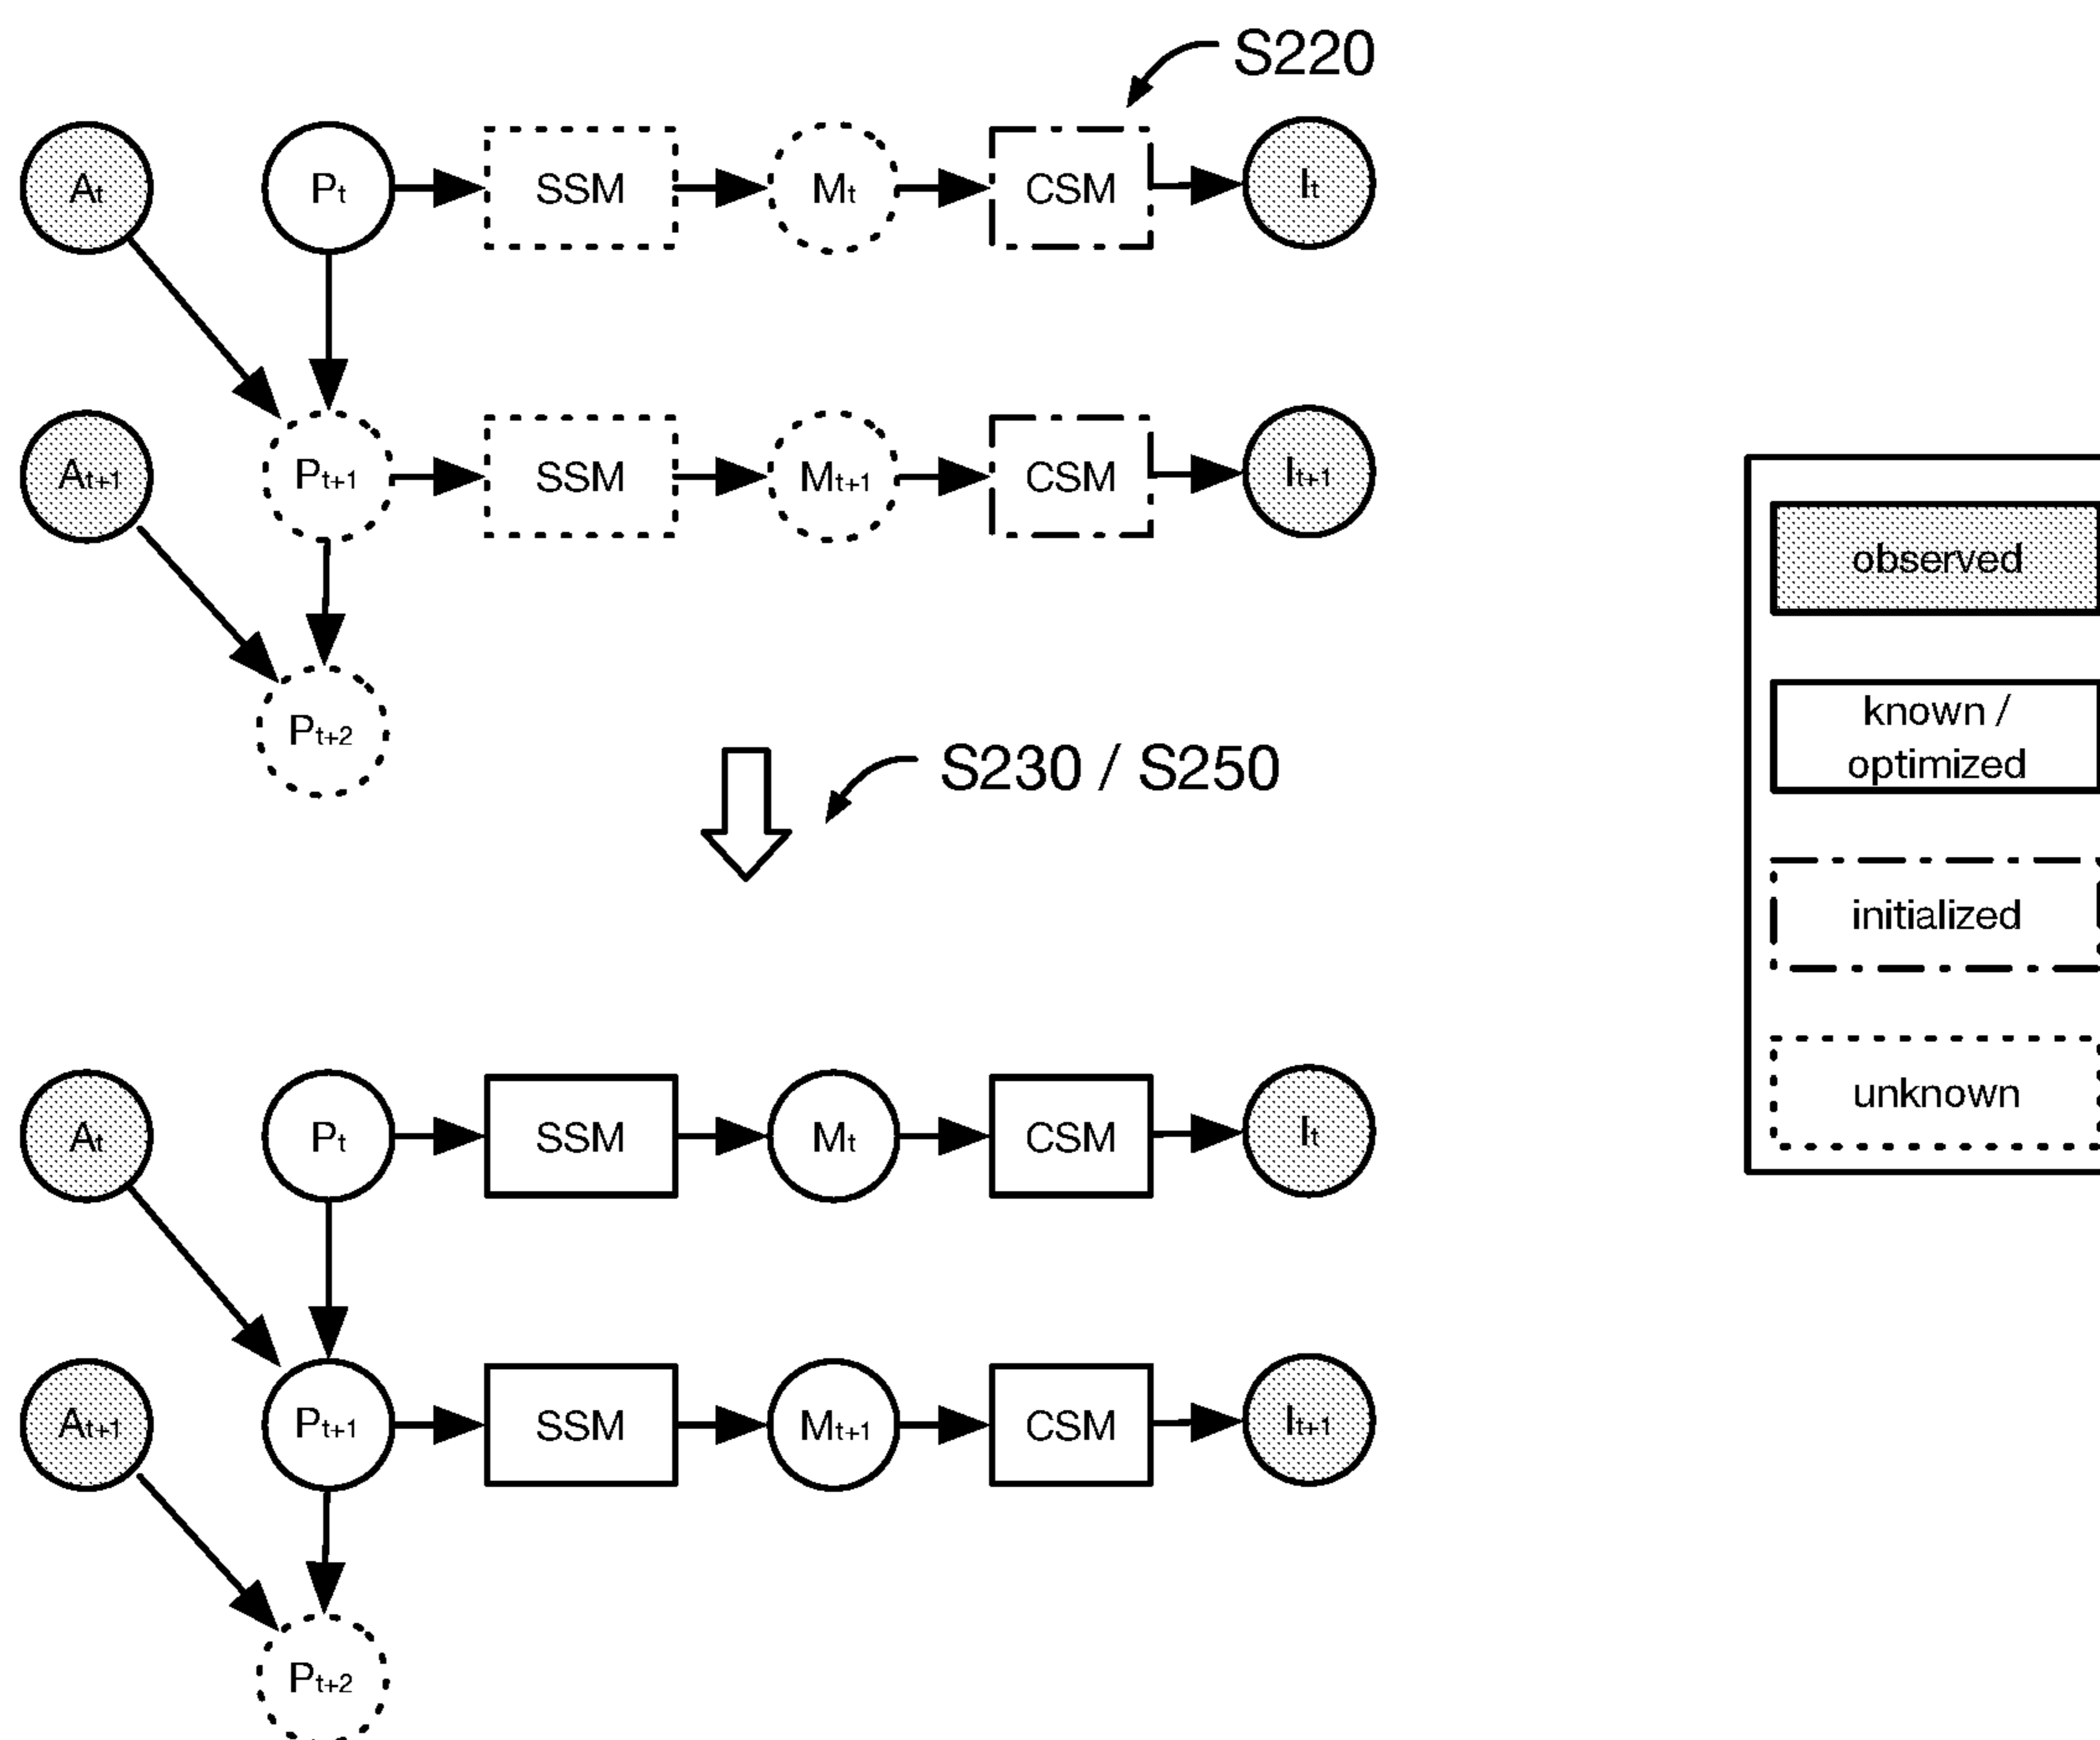 S220
At
Pt
SSM
Mt
CSM
It
At+1
Pt+1
SSM
Mt+1
CSM
It+1
Pt+2
S230 / S250
At
Pt
SSM
Mt
CSM
It
At+1
Pt+1
SSM
Mt+1
CSM
It+1
Pt+2
observed
known /
optimized
initialized
unknown